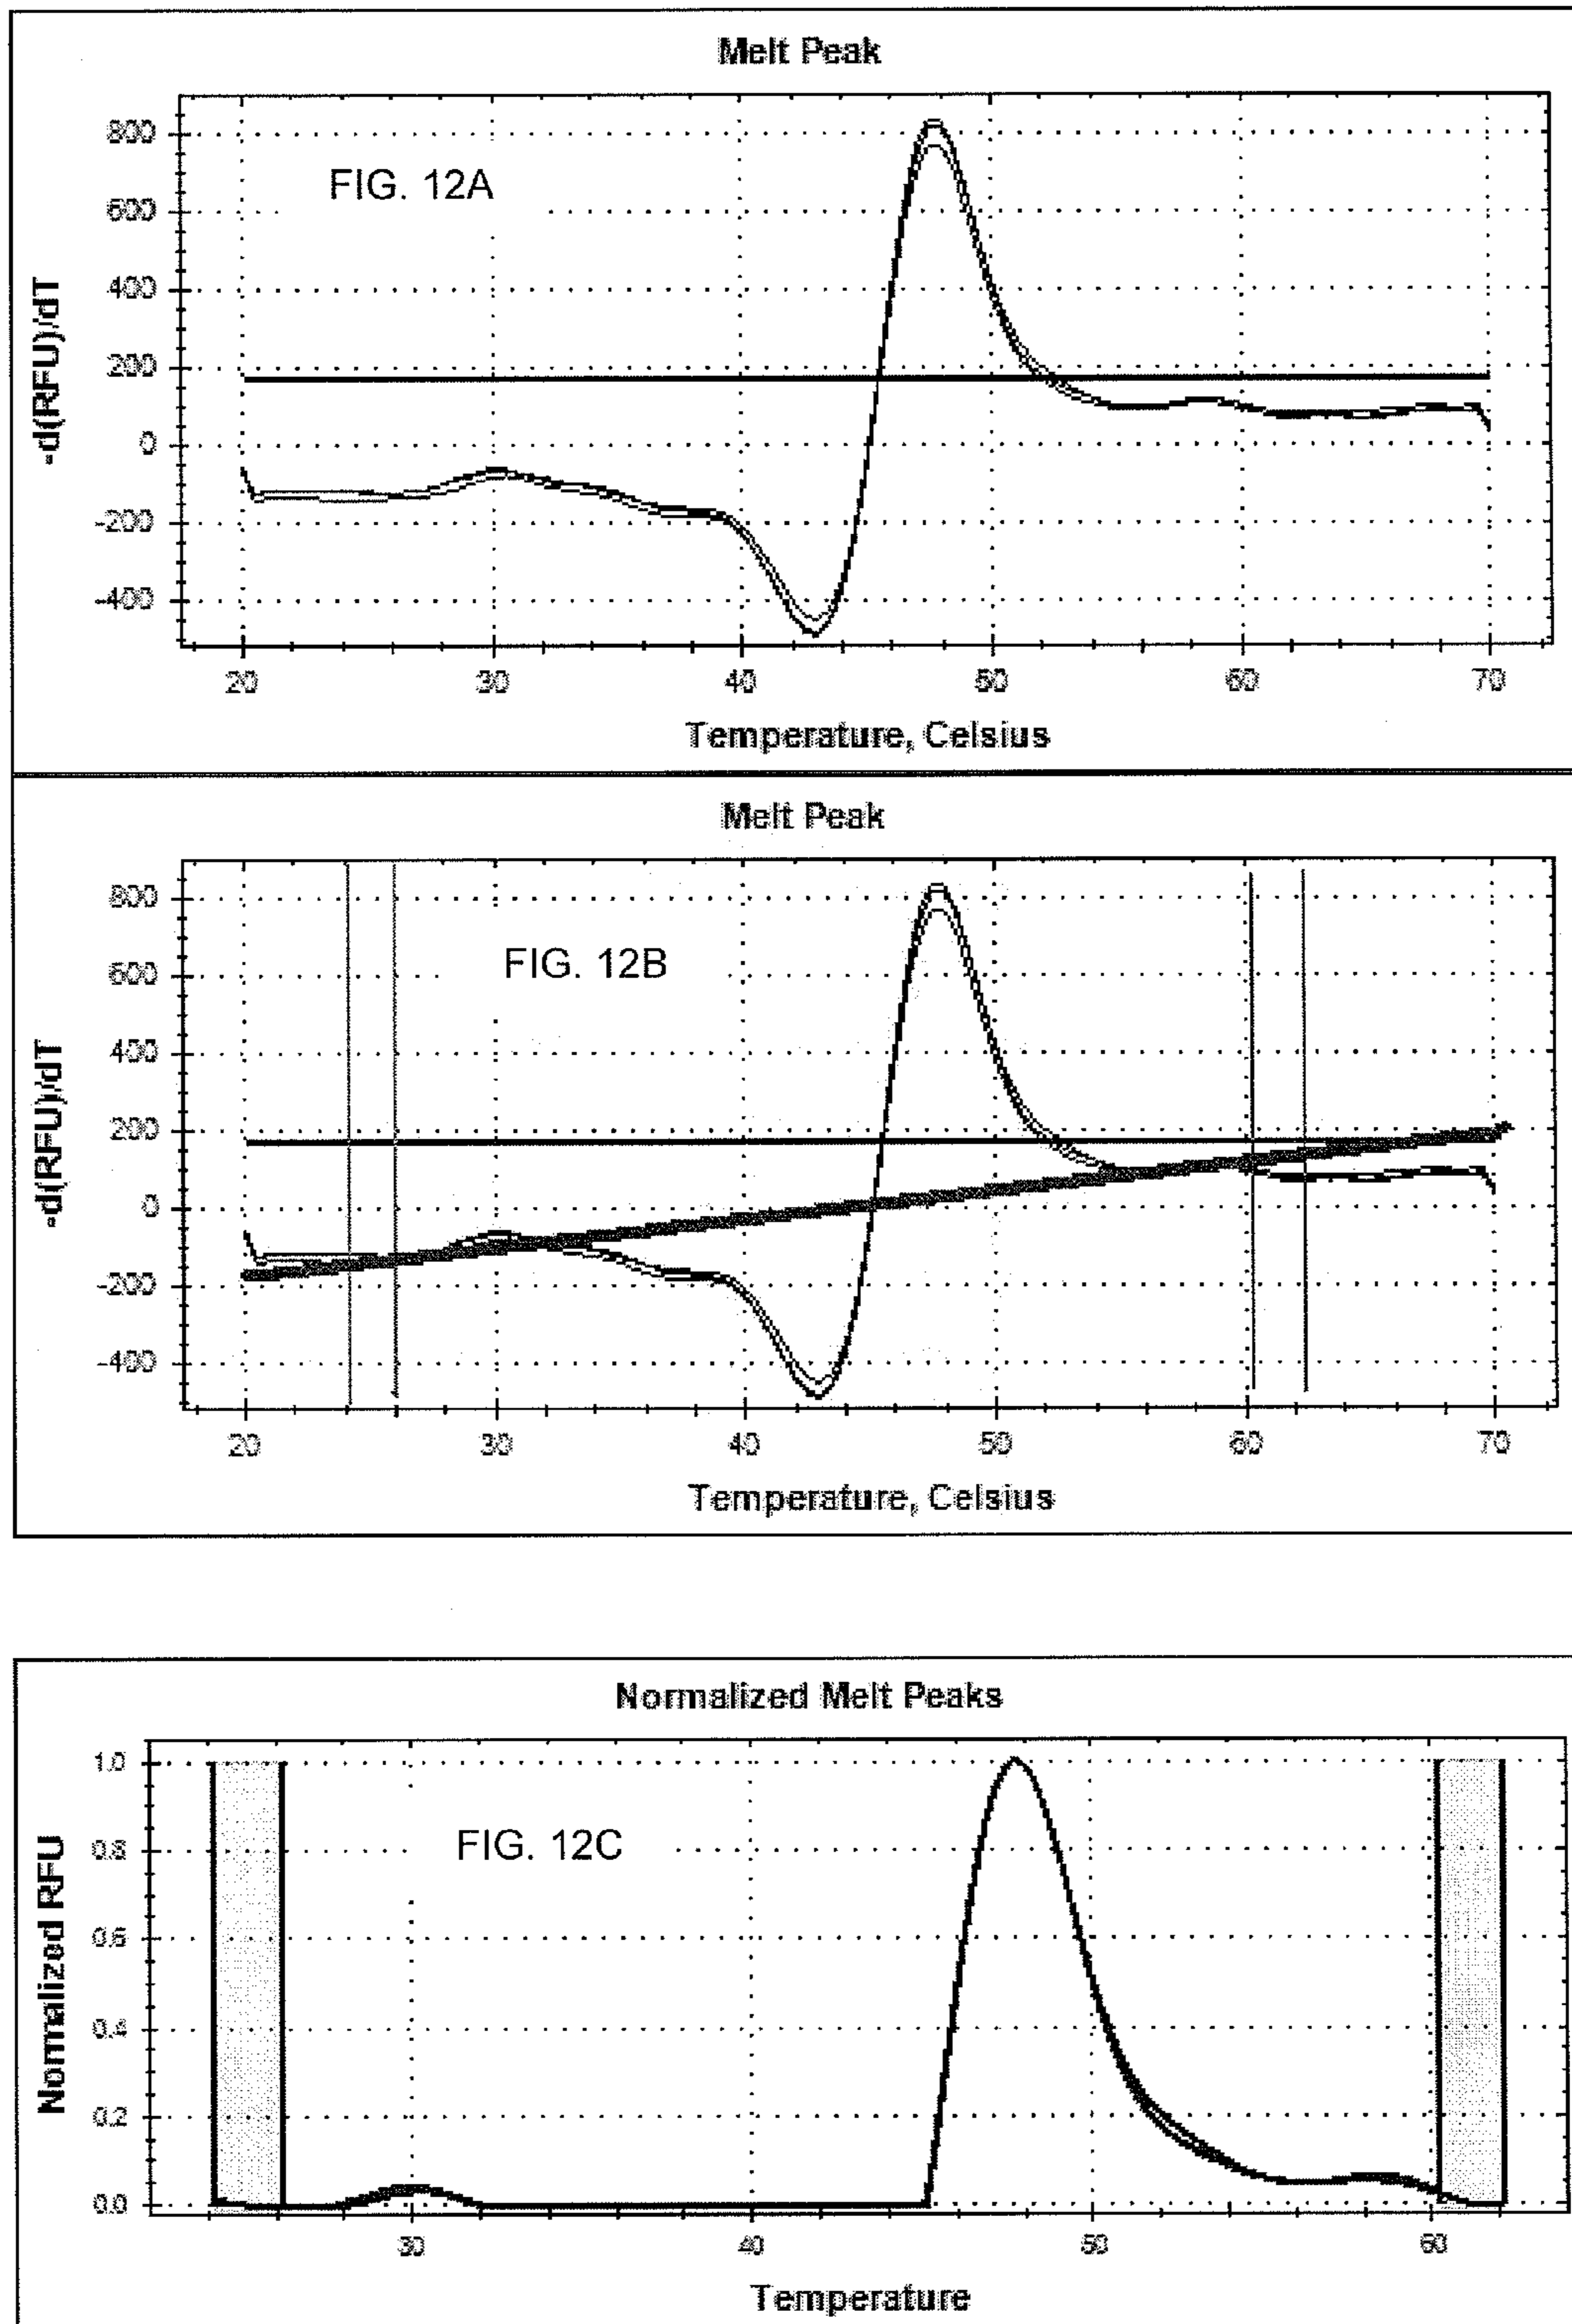 Melt Peak
FIG. 12A
-d(RFU)/dT
800
600
400
200
0
-200
-400
20 30 40 50 60 70
Temperature, Celsius
Melt Peak
FIG. 12B
-d(RFU)/dT
800
600
400
200
0
-200
-400
20 30 40 50 60 70
Temperature, Celsius
Normalized Melt Peaks
FIG. 12C
Normalized RFU
1.0
0.8
0.6
0.4
0.2
0.0
30 40 50 60
Temperature